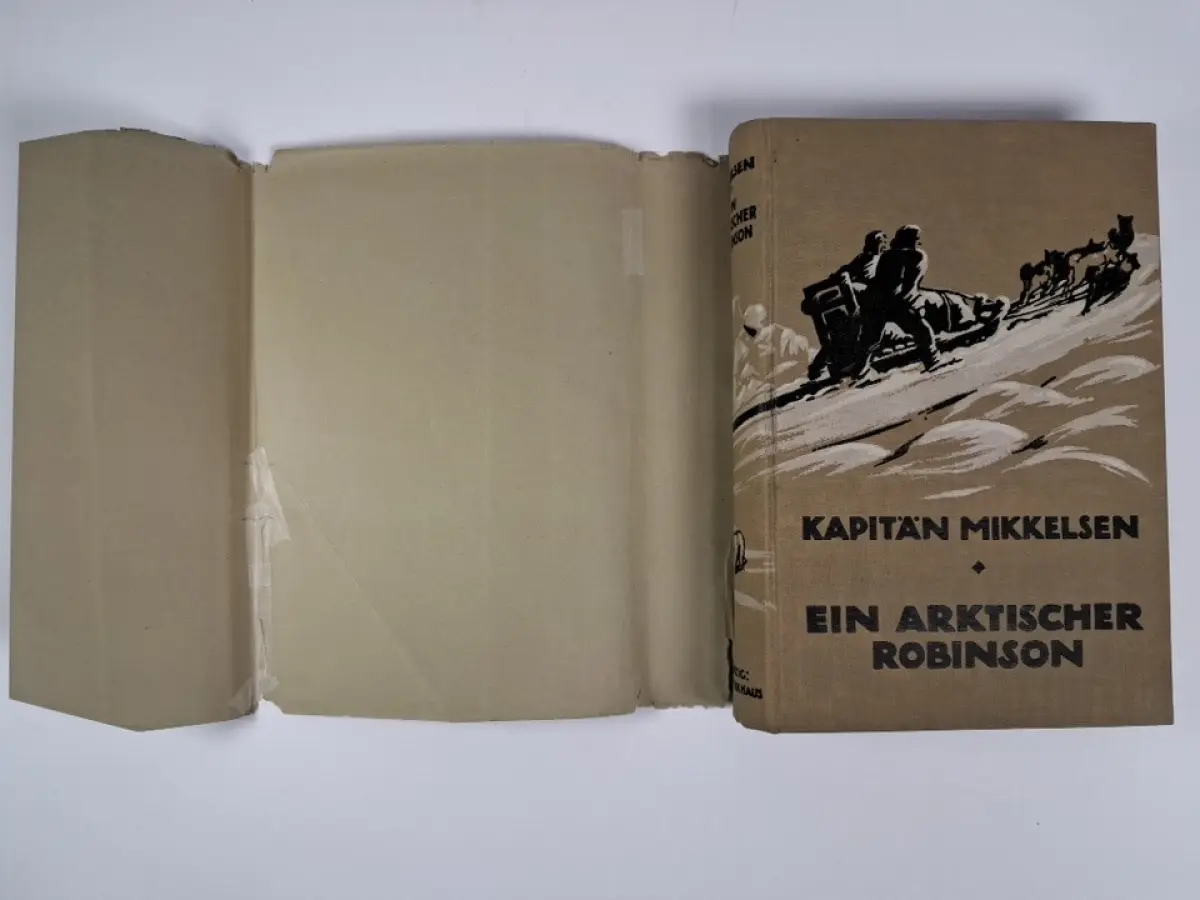 KAPITÄN MIKKELSEN
EIN ARKTISCHER
ROBINSON